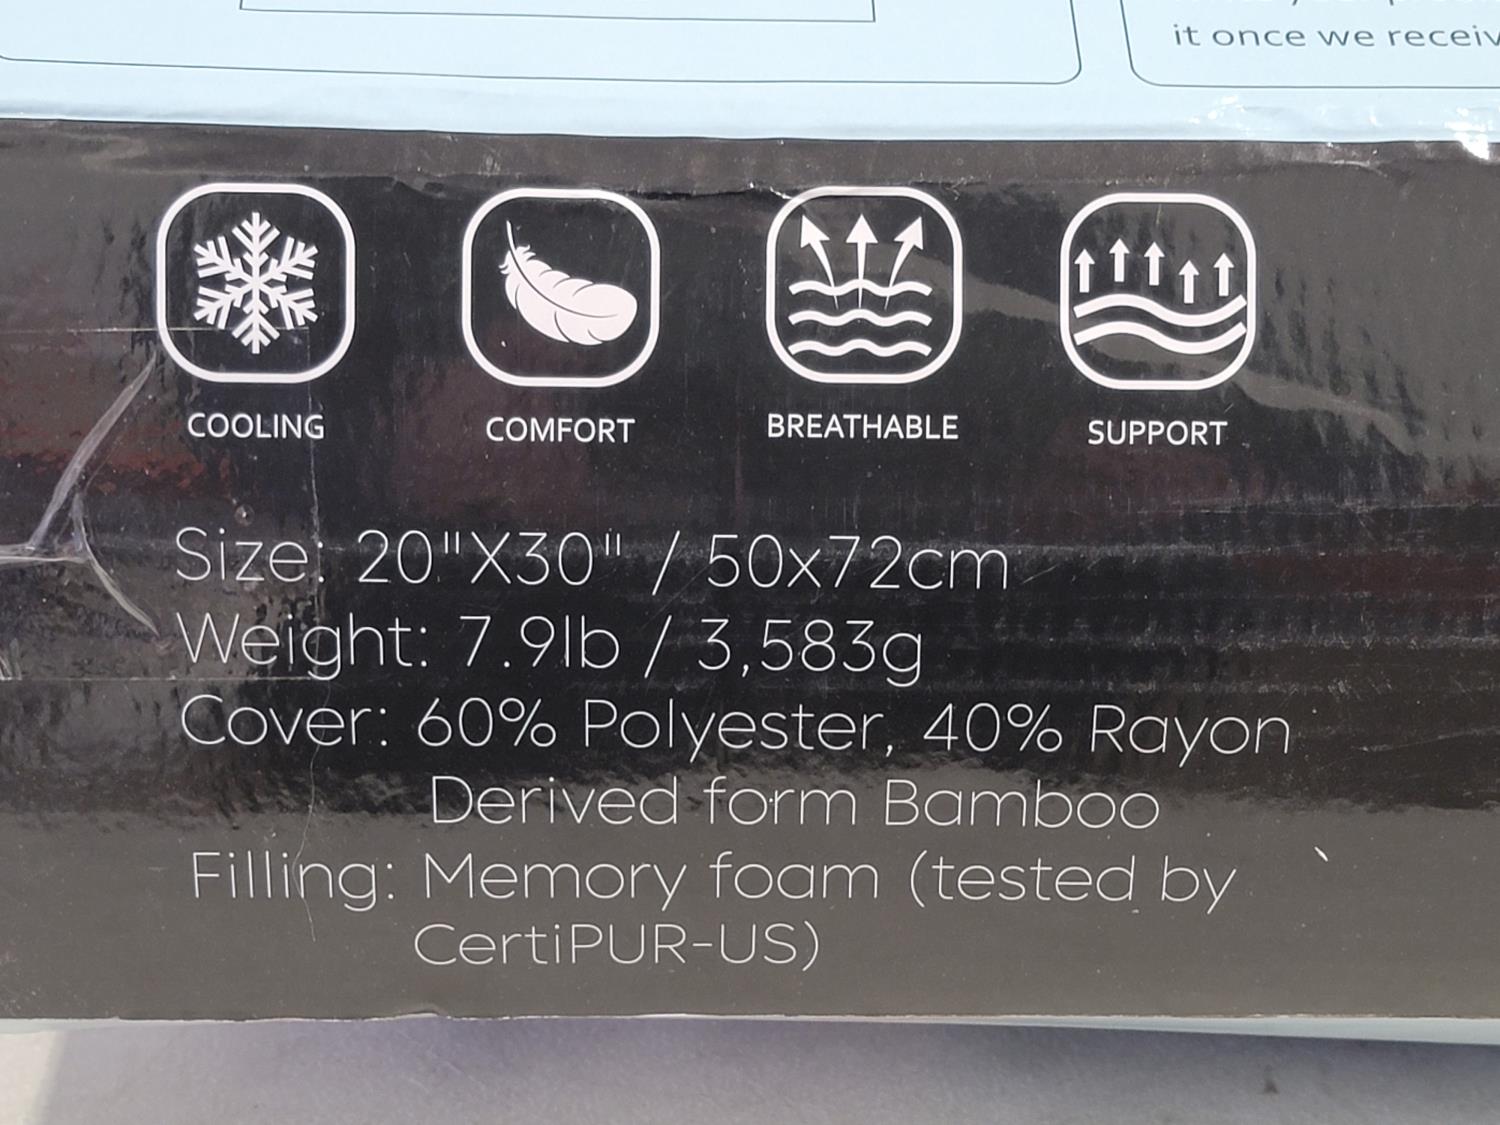 it once we receiv
COOLING
COMFORT
BREATHABLE
SUPPORT
Size: 20"X30" / 50x72cm
Weight: 7.9lb / 3,583g
Cover: 60% Polyester, 40% Rayon
Derived form Bamboo
Filling: Memory foam (tested by
CertiPUR-US)